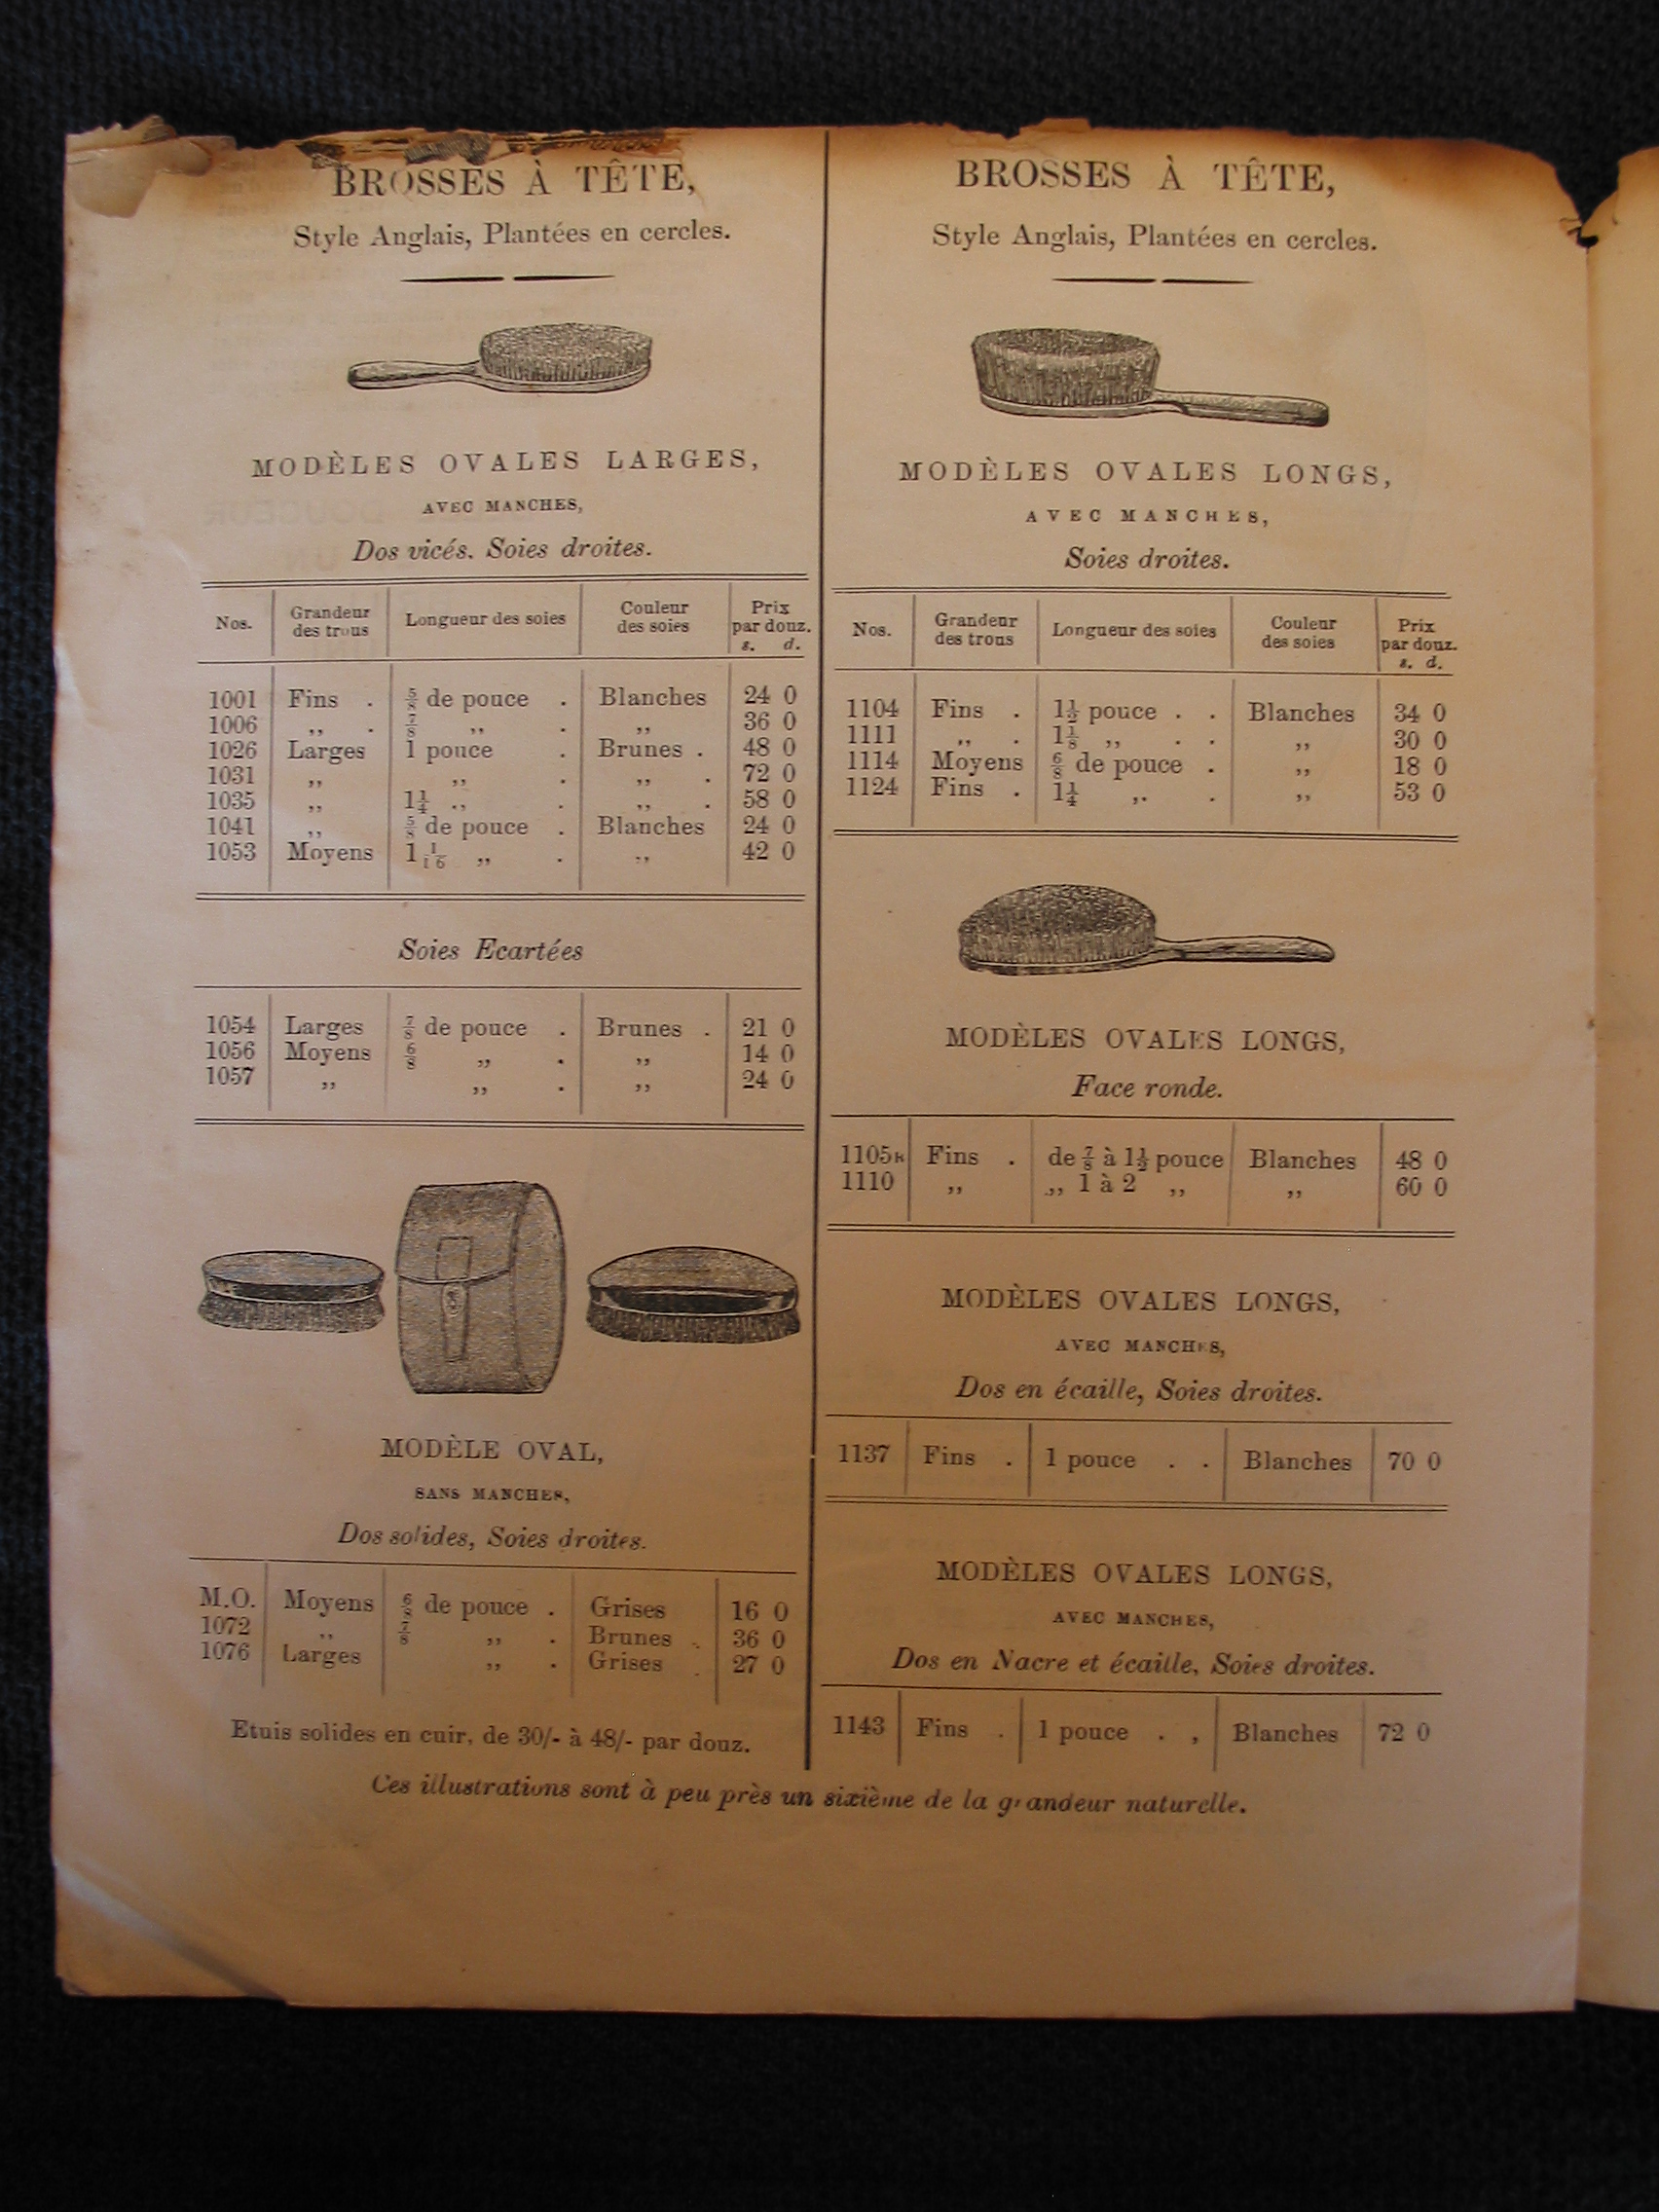 BROSSES À TÊTE,
Style Anglais, Plantées en cercles.
MODÈLES OVALES LARGES,
AVEC MANCHES,
Dos vicés. Soies droites.
Nos. Grandeur des trous Longueur des soies Couleur des soies Prix par douz. s. d.
1001 Fins . ⅝ de pouce . Blanches 24 0
1006 ,, . ⅞ ,, . ,, 36 0
1026 Larges 1 pouce . Brunes . 48 0
1031 ,, ,, . ,, . 72 0
1035 ,, 1¼ ,, . ,, . 58 0
1041 ,, ⅝ de pouce . Blanches 24 0
1053 Moyens 1 1/16 ,, . ,, 42 0
Soies Ecartées
1054 Larges ⅞ de pouce . Brunes . 21 0
1056 Moyens 6/8 ,, . ,, 14 0
1057 ,, ,, . ,, 24 0
MODÈLE OVAL,
SANS MANCHES,
Dos solides, Soies droites.
M.O. Moyens 6/8 de pouce . Grises 16 0
1072 ,, ⅞ ,, . Brunes . 36 0
1076 Larges ,, . Grises . 27 0
Etuis solides en cuir, de 30/- à 48/- par douz.
BROSSES À TÊTE,
Style Anglais, Plantées en cercles.
MODÈLES OVALES LONGS,
AVEC MANCHES,
Soies droites.
Nos. Grandeur des trous Longueur des soies Couleur des soies Prix par douz. s. d.
1104 Fins . 1½ pouce . . Blanches 34 0
1111 ,, . 1⅛ ,, . . ,, 30 0
1114 Moyens 6/8 de pouce . ,, 18 0
1124 Fins . 1¼ ,, . ,, 53 0
MODÈLES OVALES LONGS,
Face ronde.
1105R Fins . de ⅞ à 1½ pouce Blanches 48 0
1110 ,, ,, 1 à 2 ,, ,, 60 0
MODÈLES OVALES LONGS,
AVEC MANCHES,
Dos en écaille, Soies droites.
1137 Fins . 1 pouce . . Blanches 70 0
MODÈLES OVALES LONGS,
AVEC MANCHES,
Dos en Nacre et écaille, Soies droites.
1143 Fins . 1 pouce . , Blanches 72 0
Ces illustrations sont à peu près un sixième de la grandeur naturelle.